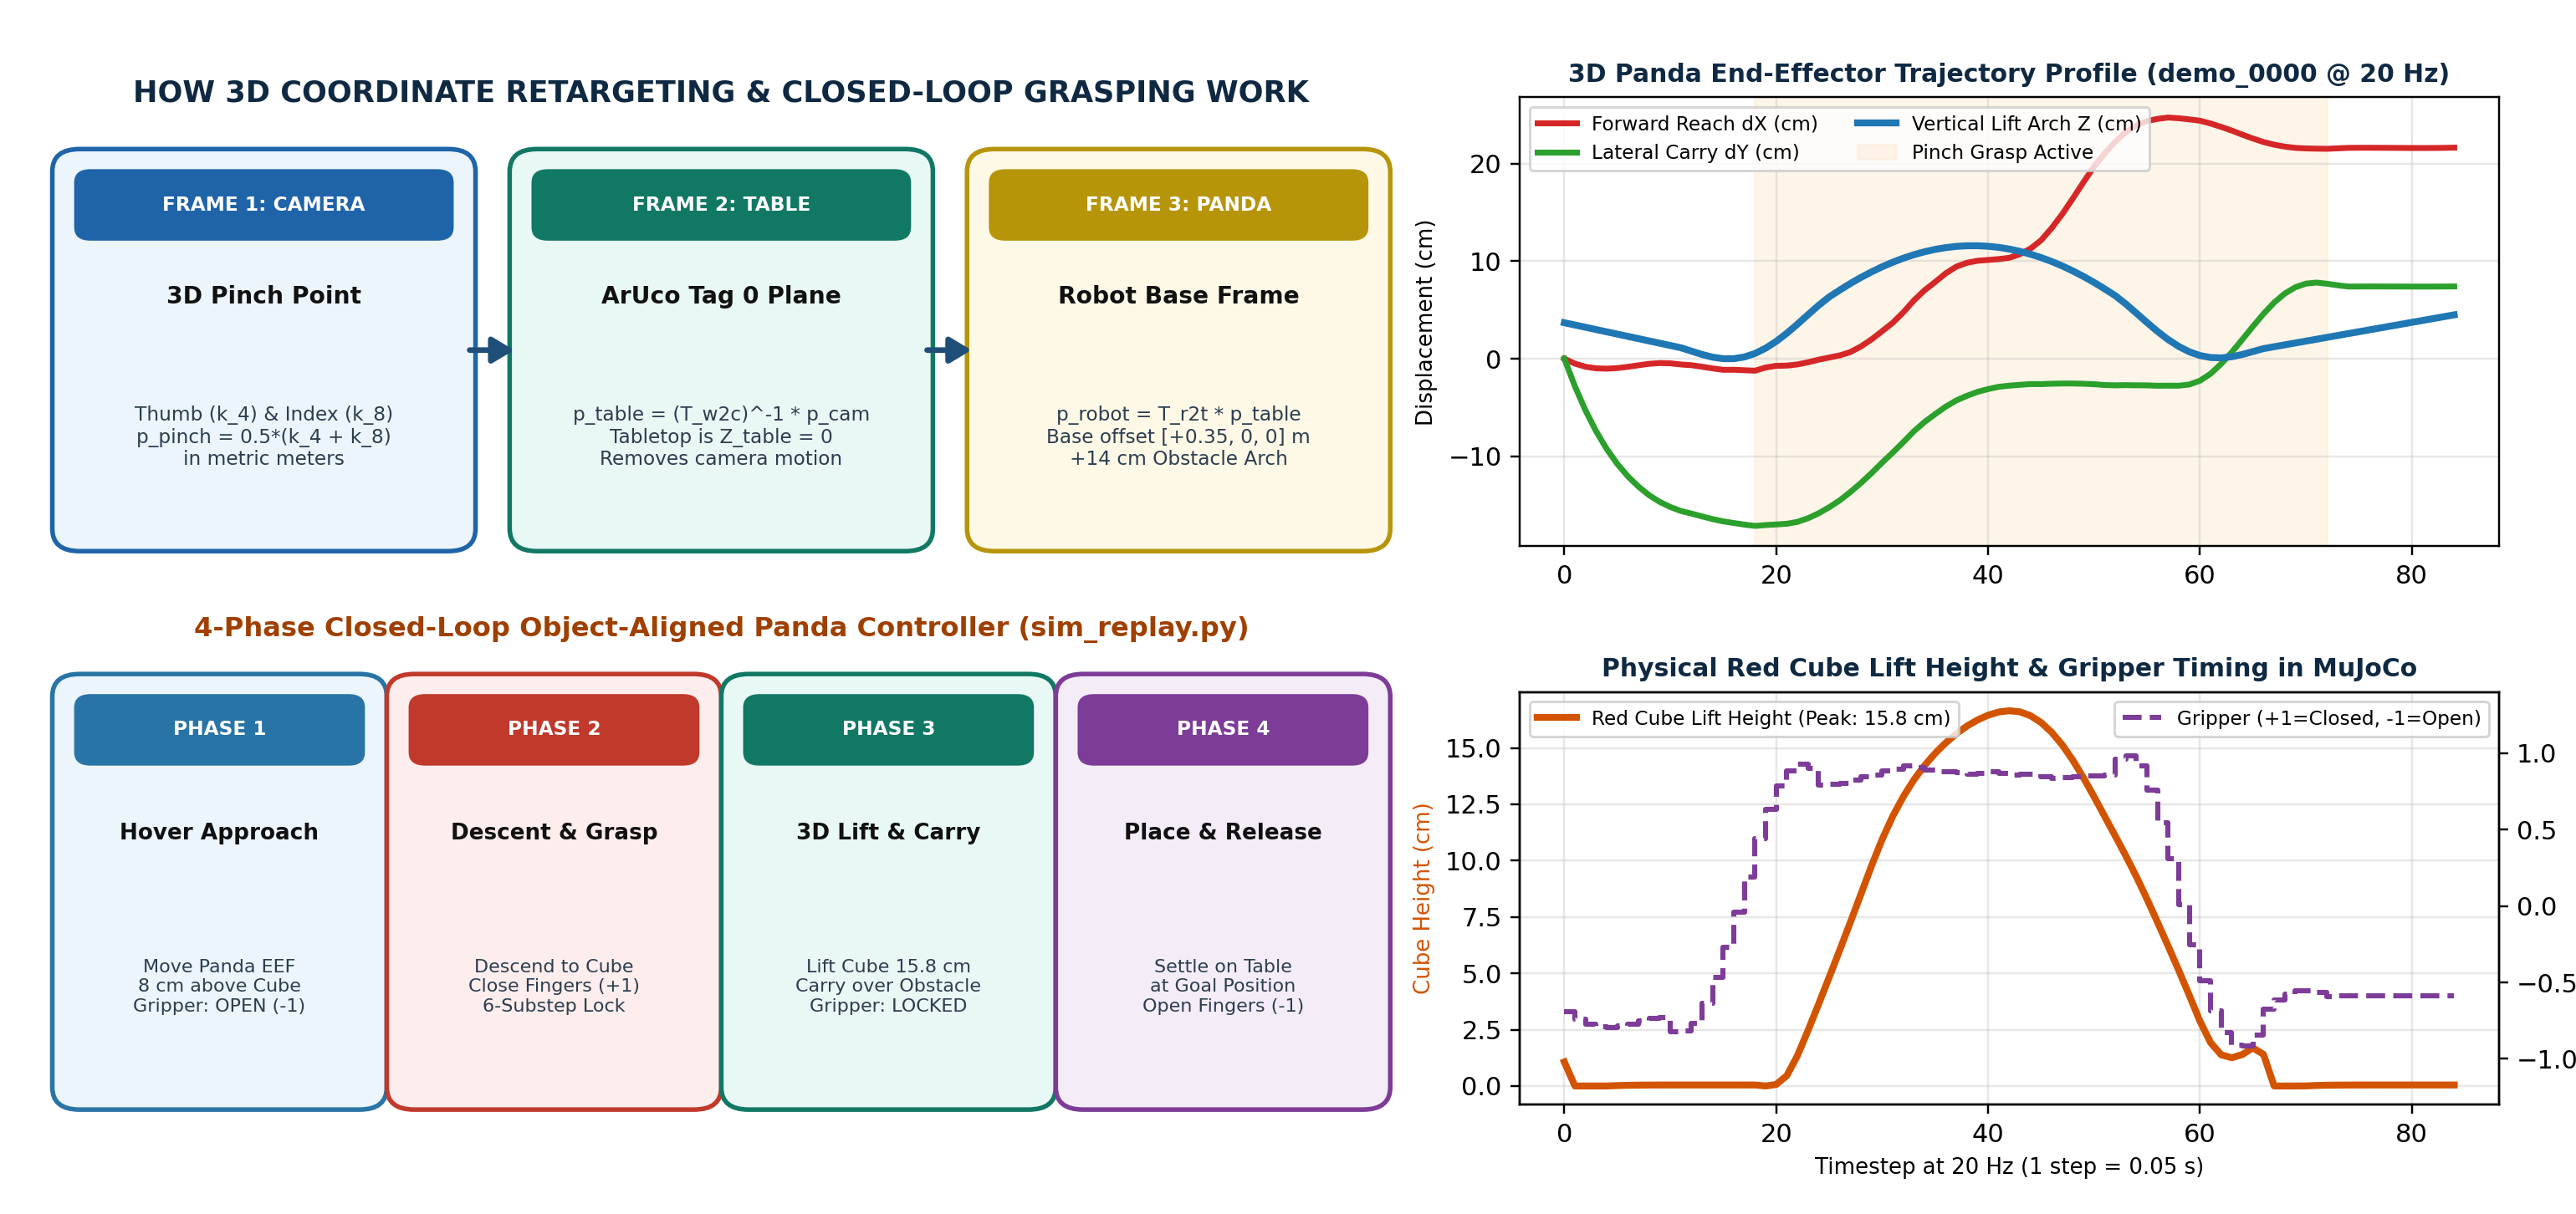 HOW 3D COORDINATE RETARGETING & CLOSED-LOOP GRASPING WORK
FRAME 1: CAMERA
3D Pinch Point
Thumb (k_4) & Index (k_8)
p_pinch = 0.5*(k_4 + k_8)
in metric meters
FRAME 2: TABLE
ArUco Tag 0 Plane
p_table = (T_w2c)^-1 * p_cam
Tabletop is Z_table = 0
Removes camera motion
FRAME 3: PANDA
Robot Base Frame
p_robot = T_r2t * p_table
Base offset [+0.35, 0, 0] m
+14 cm Obstacle Arch
3D Panda End-Effector Trajectory Profile (demo_0000 @ 20 Hz)
Forward Reach dX (cm)
Lateral Carry dY (cm)
Vertical Lift Arch Z (cm)
Pinch Grasp Active
Displacement (cm)
20
10
0
−10
0 20 40 60 80
4-Phase Closed-Loop Object-Aligned Panda Controller (sim_replay.py)
PHASE 1
Hover Approach
Move Panda EEF
8 cm above Cube
Gripper: OPEN (-1)
PHASE 2
Descent & Grasp
Descend to Cube
Close Fingers (+1)
6-Substep Lock
PHASE 3
3D Lift & Carry
Lift Cube 15.8 cm
Carry over Obstacle
Gripper: LOCKED
PHASE 4
Place & Release
Settle on Table
at Goal Position
Open Fingers (-1)
Physical Red Cube Lift Height & Gripper Timing in MuJoCo
Red Cube Lift Height (Peak: 15.8 cm)
Gripper (+1=Closed, -1=Open)
Cube Height (cm)
15.0
12.5
10.0
7.5
5.0
2.5
0.0
1.0
0.5
0.0
−0.5
−1.0
0 20 40 60 80
Timestep at 20 Hz (1 step = 0.05 s)